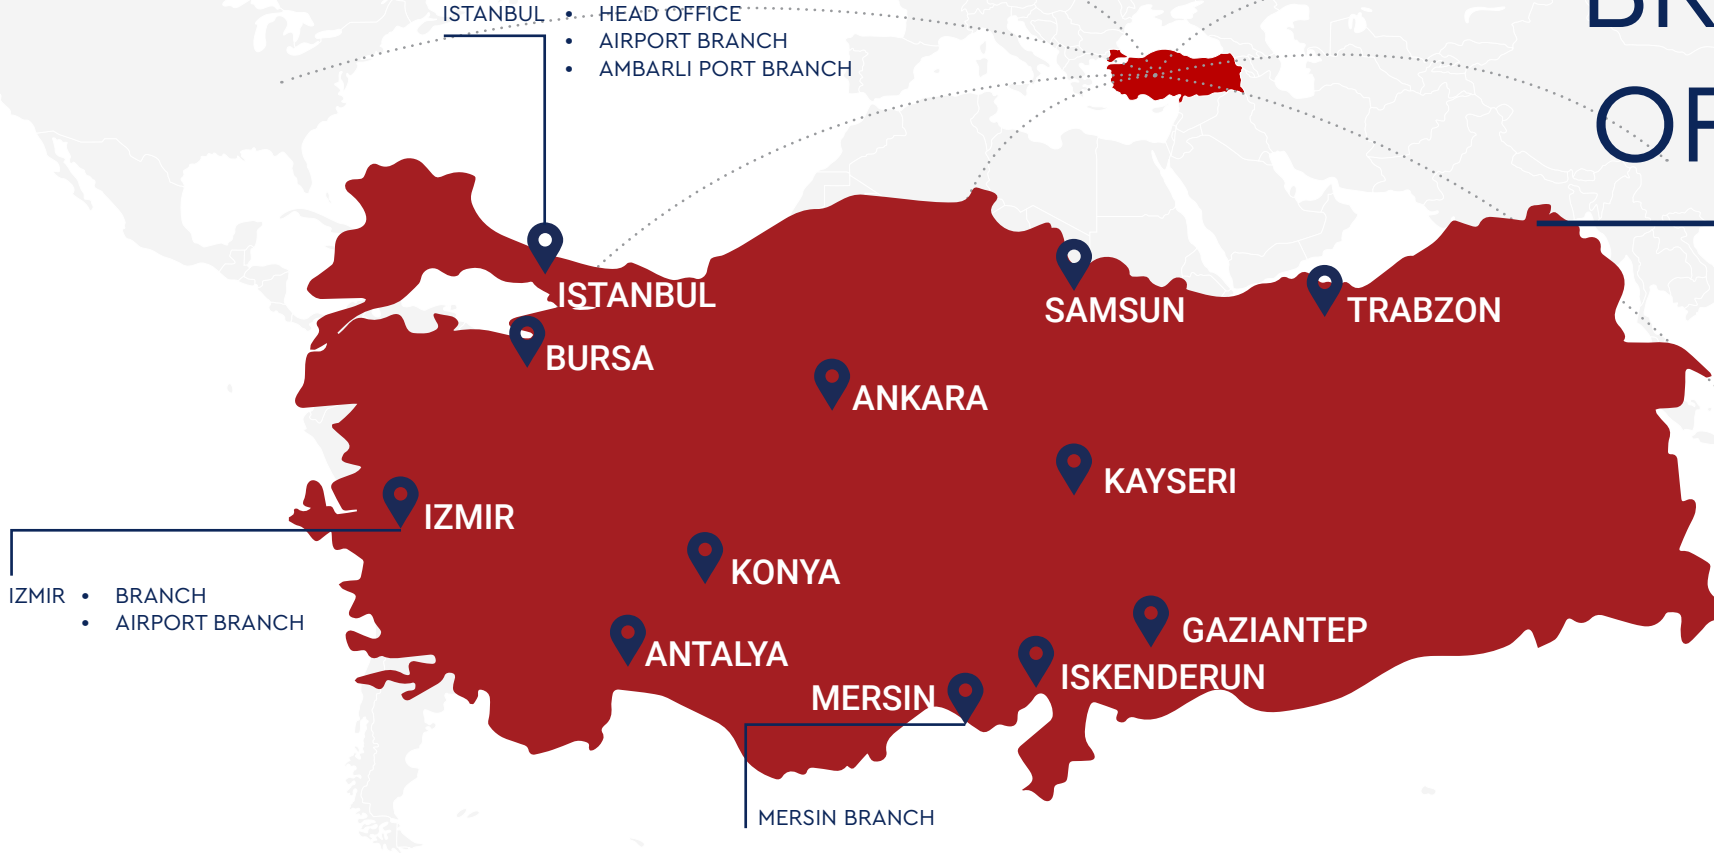 ISTANBUL • HEAD OFFICE
• AIRPORT BRANCH
• AMBARLI PORT BRANCH
ISTANBUL
SAMSUN
TRABZON
BURSA
ANKARA
KAYSERI
IZMIR
KONYA
IZMIR • BRANCH
• AIRPORT BRANCH
GAZIANTEP
ANTALYA
ISKENDERUN
MERSIN
MERSIN BRANCH